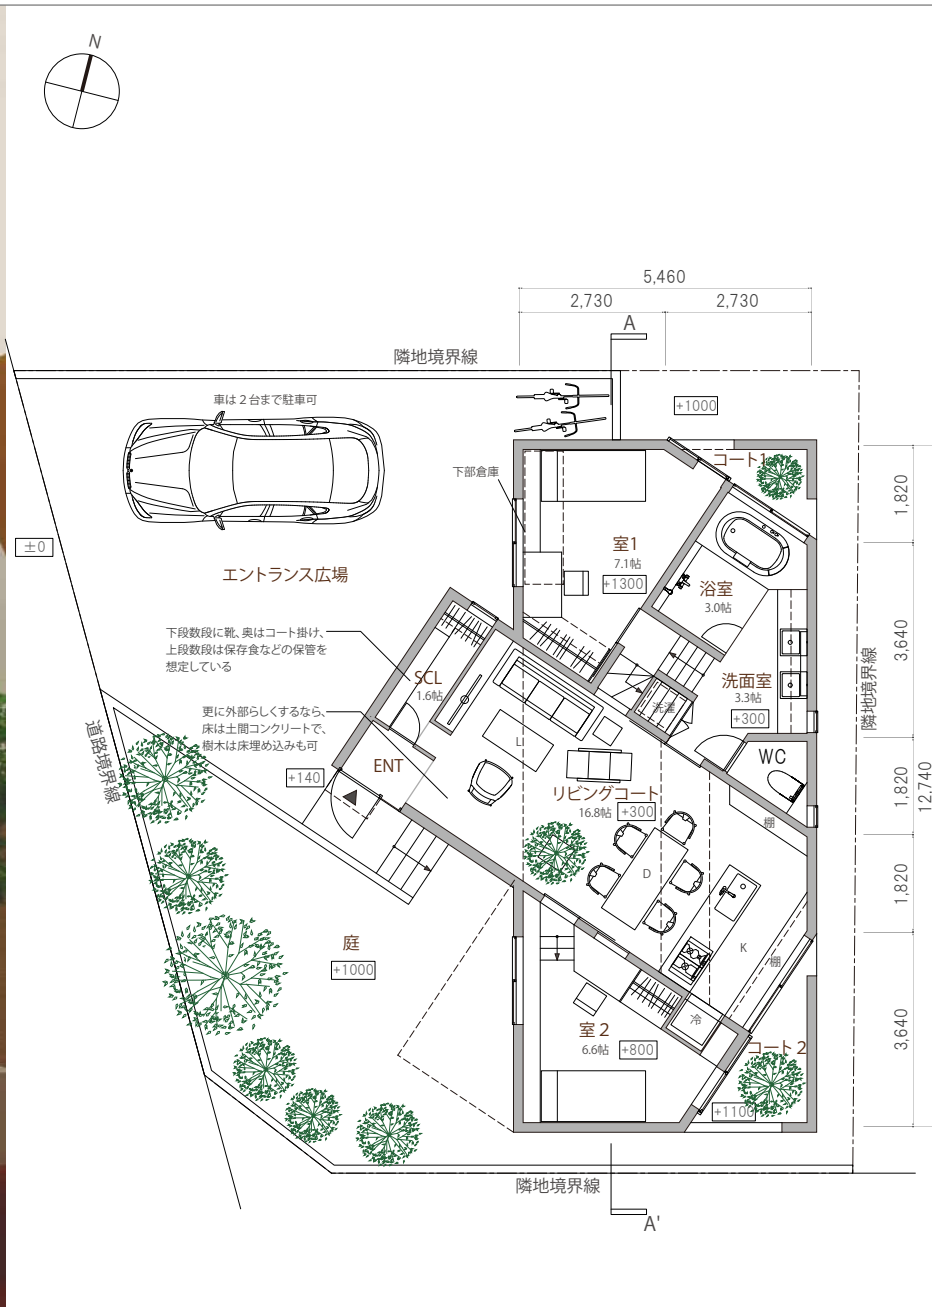 N
5,460
2,730
2,730
A
隣地境界線
車は２台まで駐車可
+1000
コート1
下部倉庫
1,820
±0
室1
7.1帖
+1300
エントランス広場
浴室
3.0帖
下段数段に靴、奥はコート掛け、
上段数段は保存食などの保管を
想定している
SCL
1.6帖
3,640
隣地境界線
洗面室
3.3帖
+300
洗濯
更に外部らしくするなら、
床は土間コンクリートで、
樹木は床埋め込みも可
道路境界線
L
WC
ENT
+140
リビングコート
16.8帖
+300
棚
1,820
12,740
D
1,820
K
庭
+1000
棚
冷
室２
6.6帖
+800
コート２
3,640
+1100
隣地境界線
A'